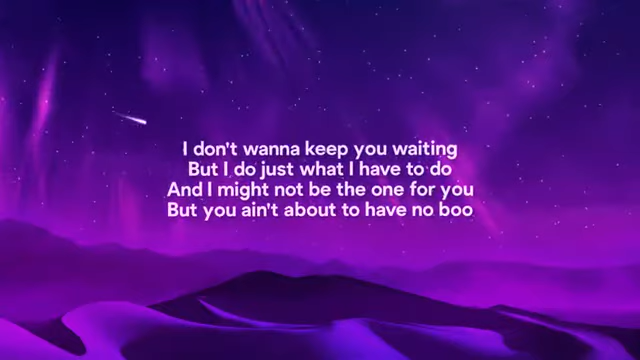 I don't wanna keep you waiting
But I do just what I have to do
And I might not be the one for you
But you ain't about to have no boo